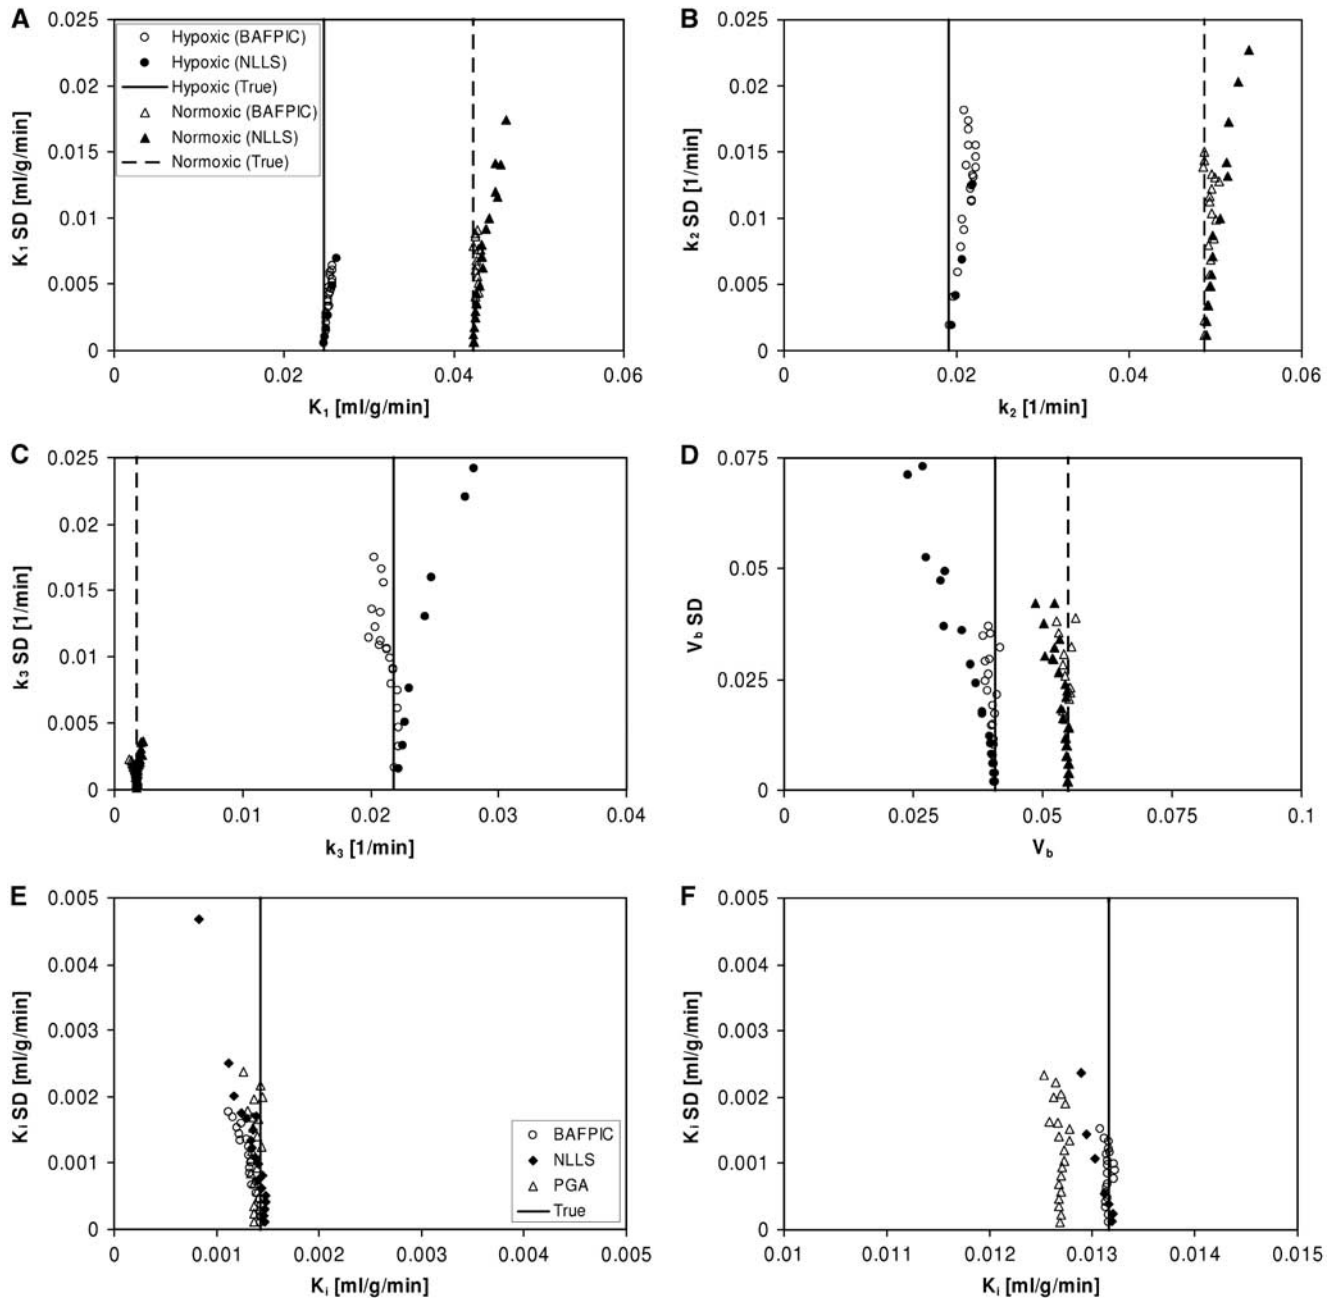 A
0.025
0.02
0.015
0.01
0.005
0
K₁ SD [ml/g/min]
Hypoxic (BAFPIC)
Hypoxic (NLLS)
Hypoxic (True)
Normoxic (BAFPIC)
Normoxic (NLLS)
Normoxic (True)
0 0.02 0.04 0.06
K₁ [ml/g/min]
B
0.025
0.02
0.015
0.01
0.005
0
k₂ SD [1/min]
0 0.02 0.04 0.06
k₂ [1/min]
C
0.025
0.02
0.015
0.01
0.005
0
k₃ SD [1/min]
0 0.01 0.02 0.03 0.04
k₃ [1/min]
D
0.075
0.05
0.025
0
V_b SD
0 0.025 0.05 0.075 0.1
V_b
E
0.005
0.004
0.003
0.002
0.001
0
Kᵢ SD [ml/g/min]
BAFPIC
NLLS
PGA
True
0 0.001 0.002 0.003 0.004 0.005
Kᵢ [ml/g/min]
F
0.005
0.004
0.003
0.002
0.001
0
Kᵢ SD [ml/g/min]
0.01 0.011 0.012 0.013 0.014 0.015
Kᵢ [ml/g/min]